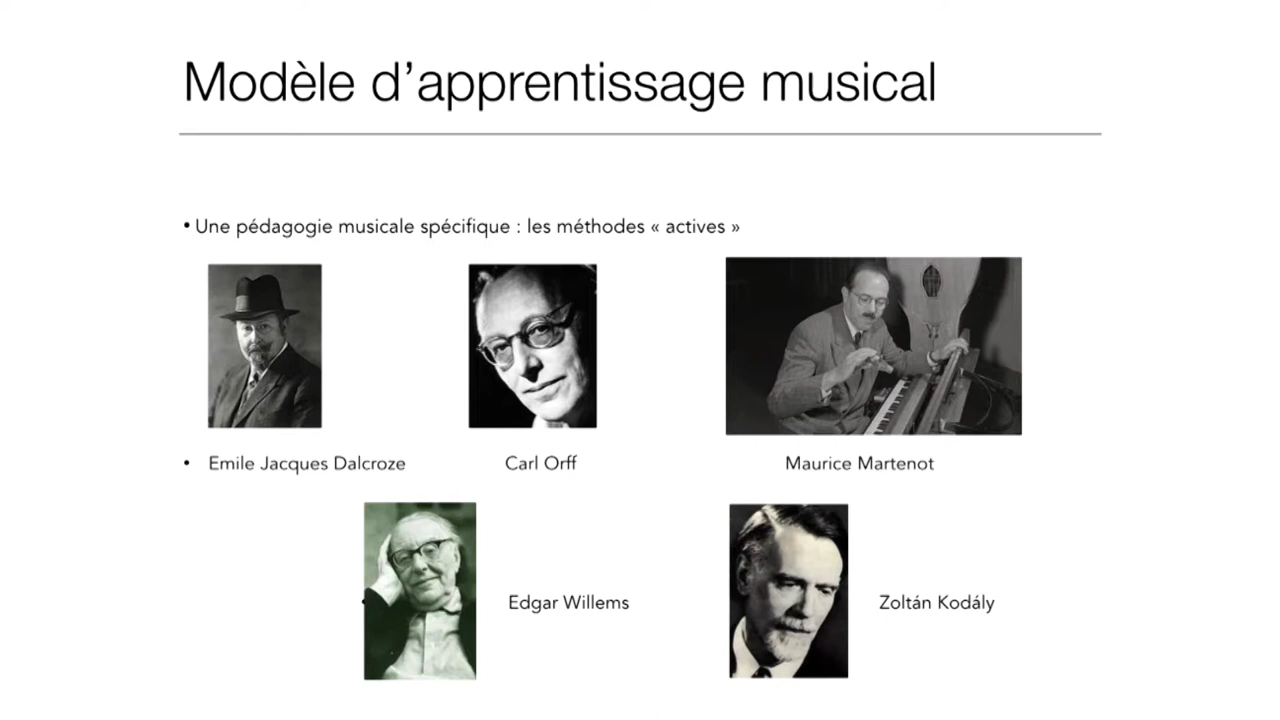 Modèle d’apprentissage musical
• Une pédagogie musicale spécifique : les méthodes « actives »
• Emile Jacques Dalcroze Carl Orff Maurice Martenot
Edgar Willems Zoltán Kodály